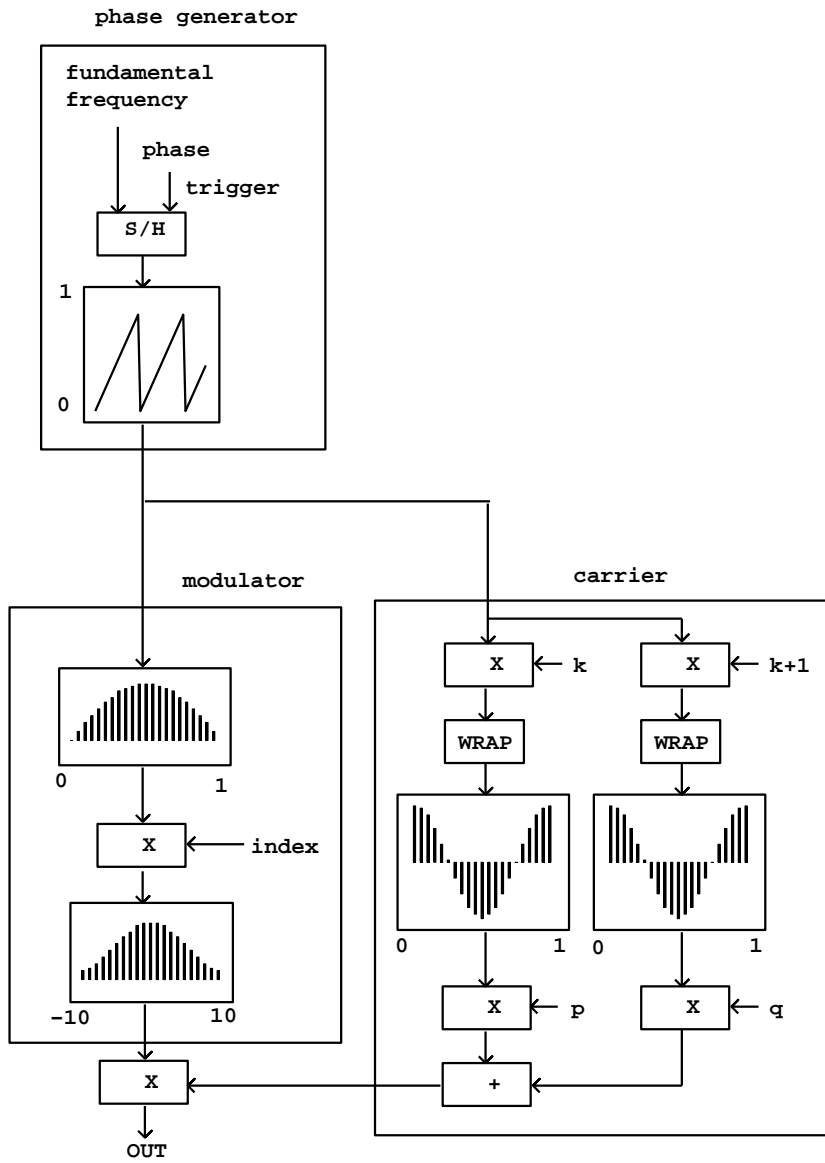 phase generator
fundamental
frequency
phase
trigger
S/H
1
0
modulator
carrier
X
k
X
k+1
WRAP
WRAP
0
1
X
index
0
1
0
1
-10
10
X
p
X
q
X
+
OUT